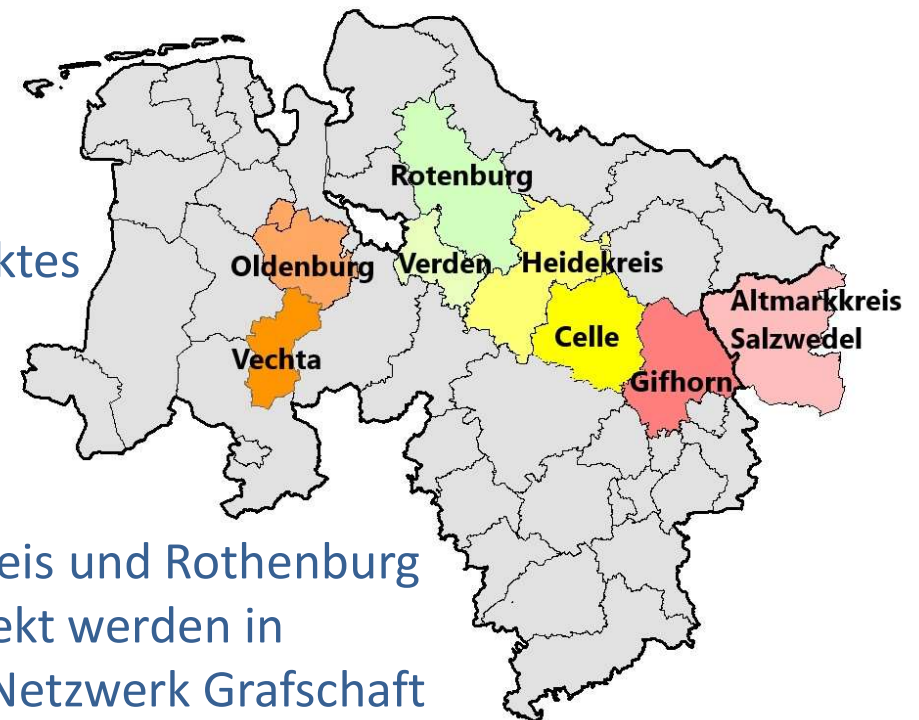 Rotenburg
ktes
Oldenburg
Verden
Heidekreis
Altmarkkreis
Salzwedel
Celle
Vechta
Gifhorn
eis und Rothenburg
ekt werden in
Netzwerk Grafschaft